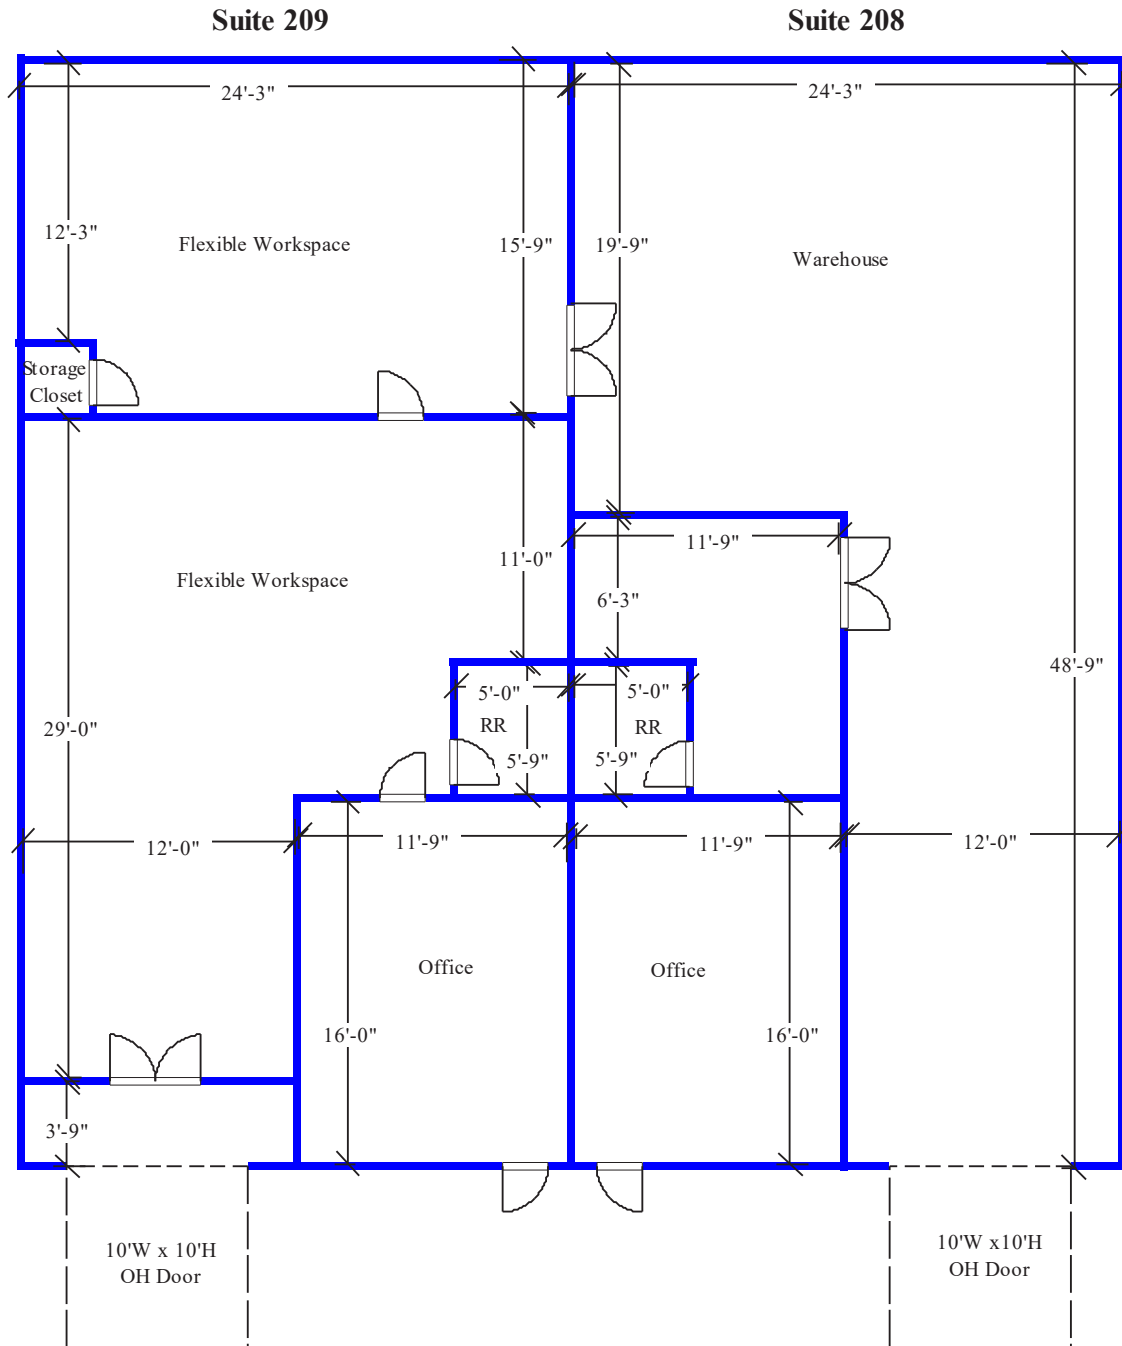 Suite 209
Suite 208
24'-3"
24'-3"
12'-3"
Flexible Workspace
15'-9"
19'-9"
Warehouse
Storage
Closet
11'-9"
11'-0"
Flexible Workspace
6'-3"
48'-9"
5'-0"
5'-0"
RR
RR
29'-0"
5'-9"
5'-9"
12'-0"
11'-9"
11'-9"
12'-0"
Office
Office
16'-0"
16'-0"
3'-9"
10'W x 10'H
OH Door
10'W x10'H
OH Door